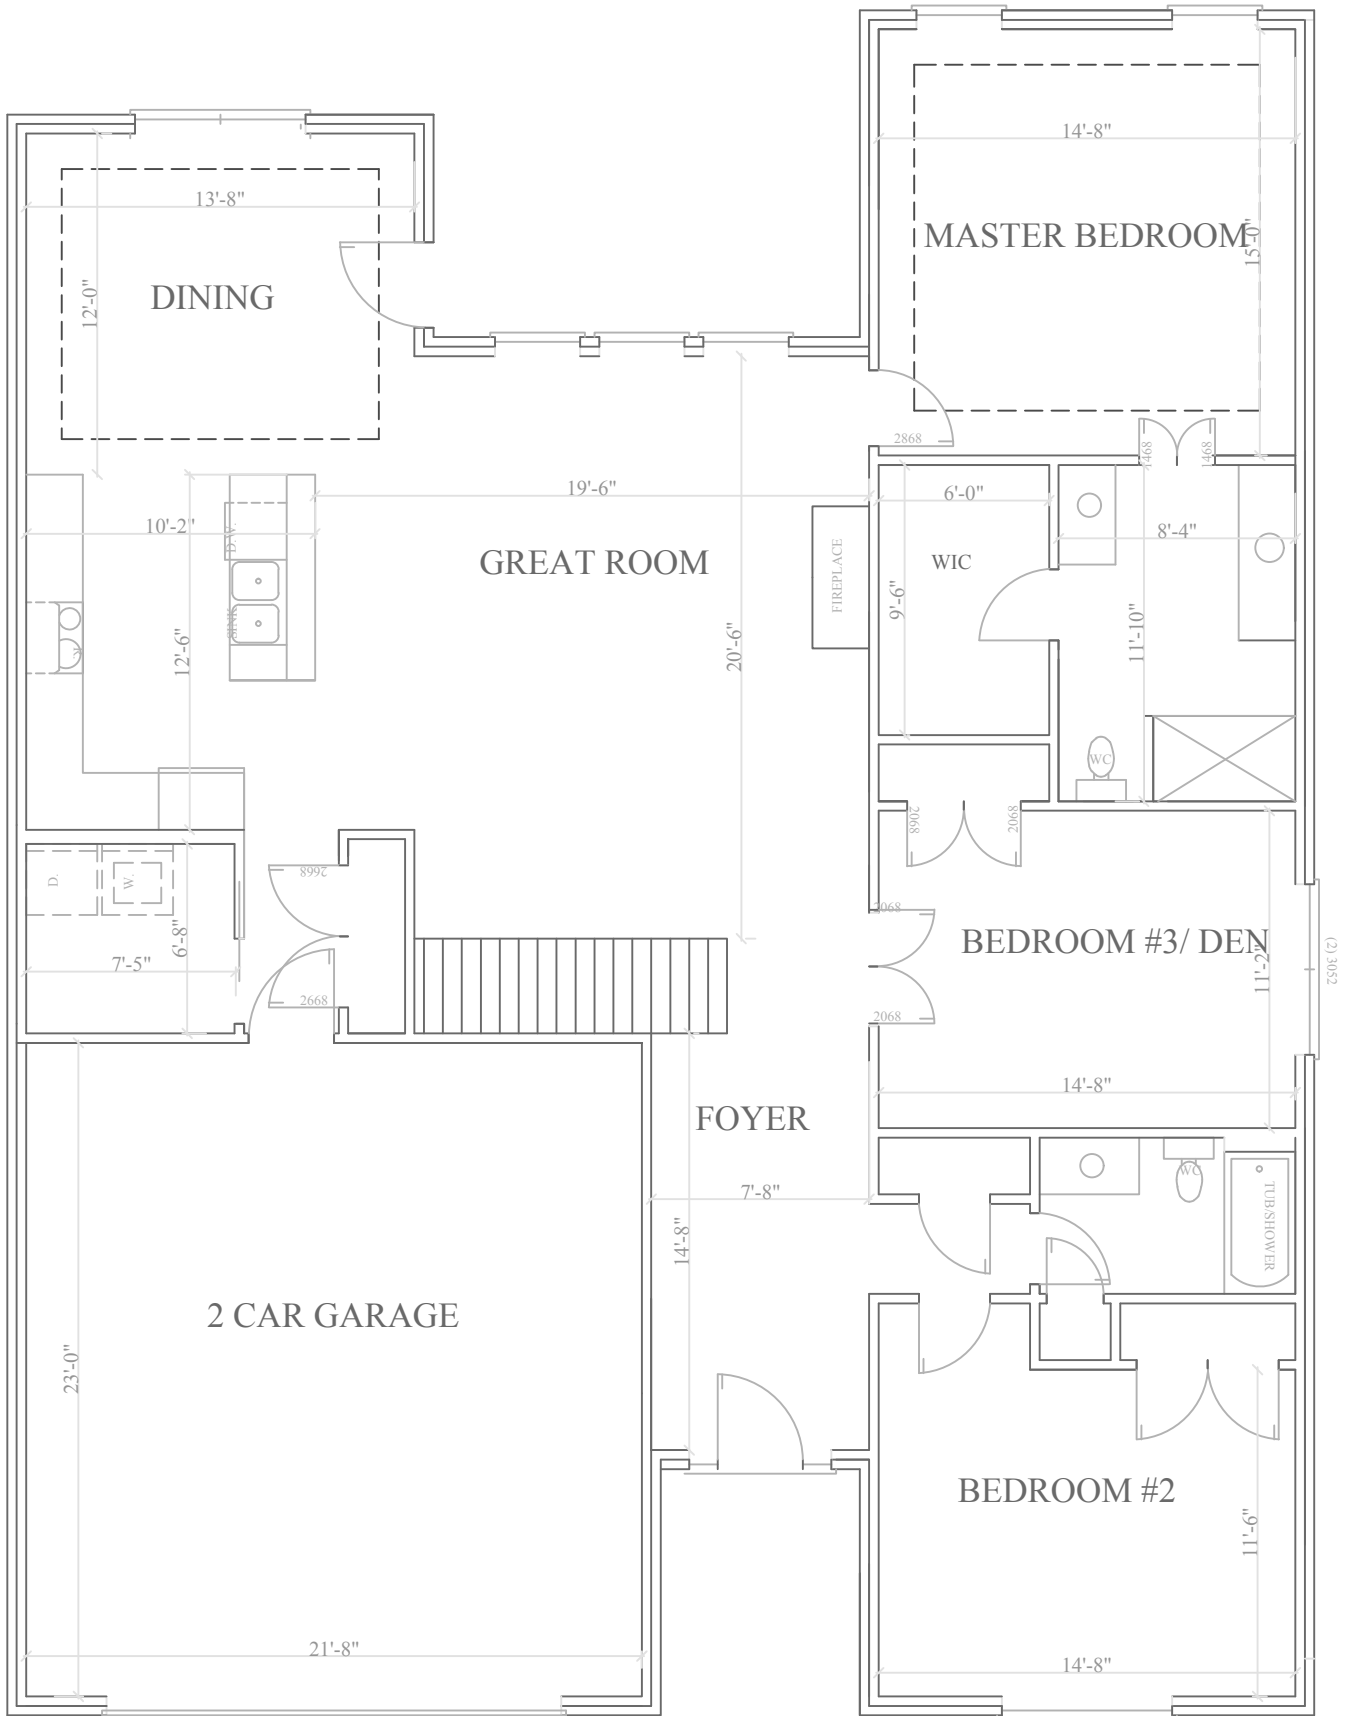 14'-8"
13'-8"
MASTER BEDROOM
15'-0"
12'-0"
DINING
2868
1468
1468
19'-6"
6'-0"
10'-2"
D.W.
8'-4"
GREAT ROOM
FIREPLACE
WIC
9'-6"
SINK
12'-6"
20'-6"
11'-10"
R.
WC
2068
2068
2668
D.
W.
2068
6'-8"
BEDROOM #3/ DEN
11'-2"
(2) 3052
7'-5"
2668
2068
14'-8"
FOYER
WC
7'-8"
TUB/SHOWER
14'-8"
2 CAR GARAGE
23'-0"
BEDROOM #2
11'-6"
21'-8"
14'-8"